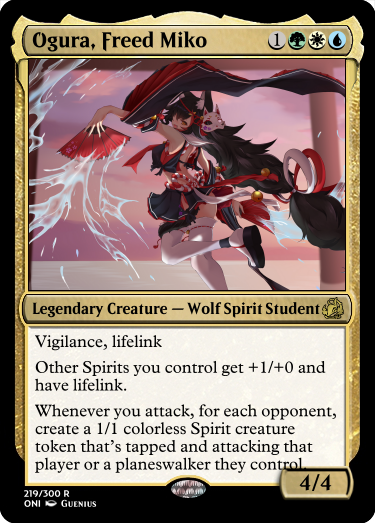 Ogura, Freed Miko 1
Legendary Creature — Wolf Spirit Student
Vigilance, lifelink
Other Spirits you control get +1/+0 and
have lifelink.
Whenever you attack, for each opponent,
create a 1/1 colorless Spirit creature
token that's tapped and attacking that
player or a planeswalker they control.
4/4
219/300 R
ONI Guenius